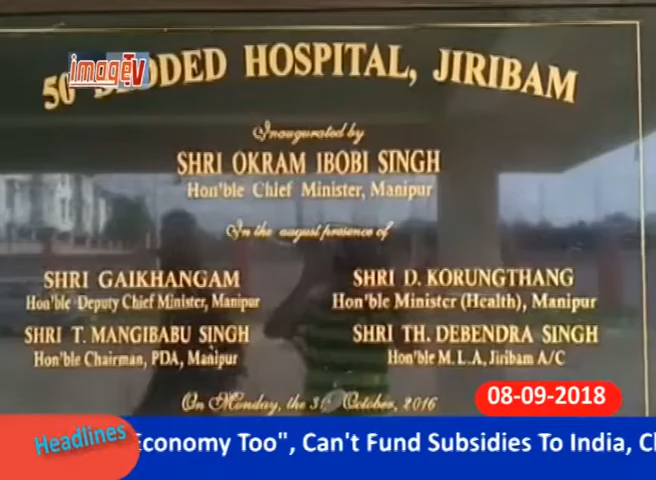 imageTV
50 BEDDED HOSPITAL, JIRIBAM
Inaugurated by
SHRI OKRAM IBOBI SINGH
Hon'ble Chief Minister, Manipur
In the august presence of
SHRI GAIKHANGAM
Hon'ble Deputy Chief Minister, Manipur
SHRI D. KORUNGTHANG
Hon'ble Minister (Health), Manipur
SHRI T. MANGIBABU SINGH
Hon'ble Chairman, PDA, Manipur
SHRI TH. DEBENDRA SINGH
Hon'ble M.L.A, Jiribam A/C
On Monday, the 31st October, 2016
08-09-2018
Headlines
Economy Too", Can't Fund Subsidies To India,